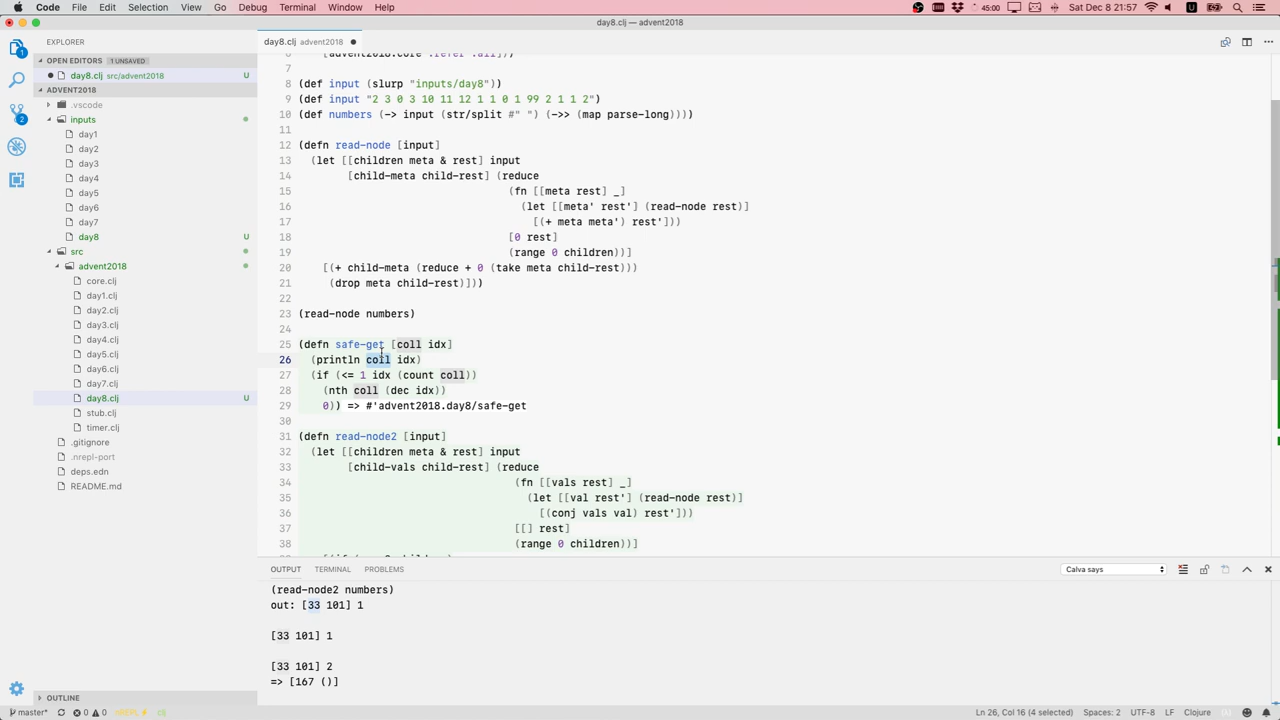 Code File Edit Selection View Go Debug Terminal Window Help 45:00 U Sat Dec 8 21:57
day8.clj — advent2018
EXPLORER
day8.clj advent2018
OPEN EDITORS 1 UNSAVED
day8.clj src/advent2018 U
ADVENT2018
.vscode
inputs
day1
day2
day3
day4
day5
day6
day7
day8 U
src
advent2018
core.clj
day1.clj
day2.clj
day3.clj
day4.clj
day5.clj
day6.clj
day7.clj
day8.clj U
stub.clj
timer.clj
.gitignore
.nrepl-port
deps.edn
README.md
OUTLINE
6 [advent2018.core :refer :all]))
7
8 (def input (slurp "inputs/day8"))
9 (def input "2 3 0 3 10 11 12 1 1 0 1 99 2 1 1 2")
10 (def numbers (-> input (str/split #" ") (->> (map parse-long))))
11
12 (defn read-node [input]
13 (let [[children meta & rest] input
14 [child-meta child-rest] (reduce
15 (fn [[meta rest] _]
16 (let [[meta' rest'] (read-node rest)]
17 [(+ meta meta') rest']))
18 [0 rest]
19 (range 0 children))]
20 [(+ child-meta (reduce + 0 (take meta child-rest)))
21 (drop meta child-rest)]))
22
23 (read-node numbers)
24
25 (defn safe-get [coll idx]
26 (println coll idx)
27 (if (<= 1 idx (count coll))
28 (nth coll (dec idx))
29 0)) => #'advent2018.day8/safe-get
30
31 (defn read-node2 [input]
32 (let [[children meta & rest] input
33 [child-vals child-rest] (reduce
34 (fn [[vals rest] _]
35 (let [[val rest'] (read-node rest)]
36 [(conj vals val) rest']))
37 [[] rest]
38 (range 0 children))]
OUTPUT TERMINAL PROBLEMS Calva says
(read-node2 numbers)
out: [33 101] 1
[33 101] 1
[33 101] 2
=> [167 ()]
master* 0 0 nREPL clj Ln 26, Col 16 (4 selected) Spaces: 2 UTF-8 LF Clojure